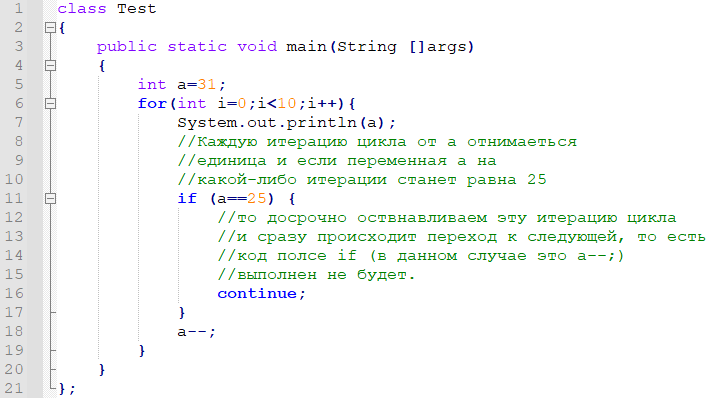 1 class Test
2 {
3 public static void main(String []args)
4 {
5 int a=31;
6 for(int i=0;i<10;i++){
7 System.out.println(a);
8 //Каждую итерацию цикла от а отнимаеться
9 //единица и если переменная а на
10 //какой-либо итерации станет равна 25
11 if (a==25) {
12 //то досрочно оствнавливаем эту итерацию цикла
13 //и сразу происходит переход к следующей, то есть
14 //код полсе if (в данном случае это a--;)
15 //выполнен не будет.
16 continue;
17 }
18 a--;
19 }
20 }
21 };